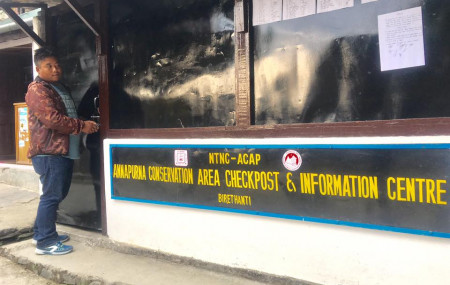 NTNC-ACAP
ANNAPURNA CONSERVATION AREA CHECKPOST & INFORMATION CENTRE
BIRETHANTI